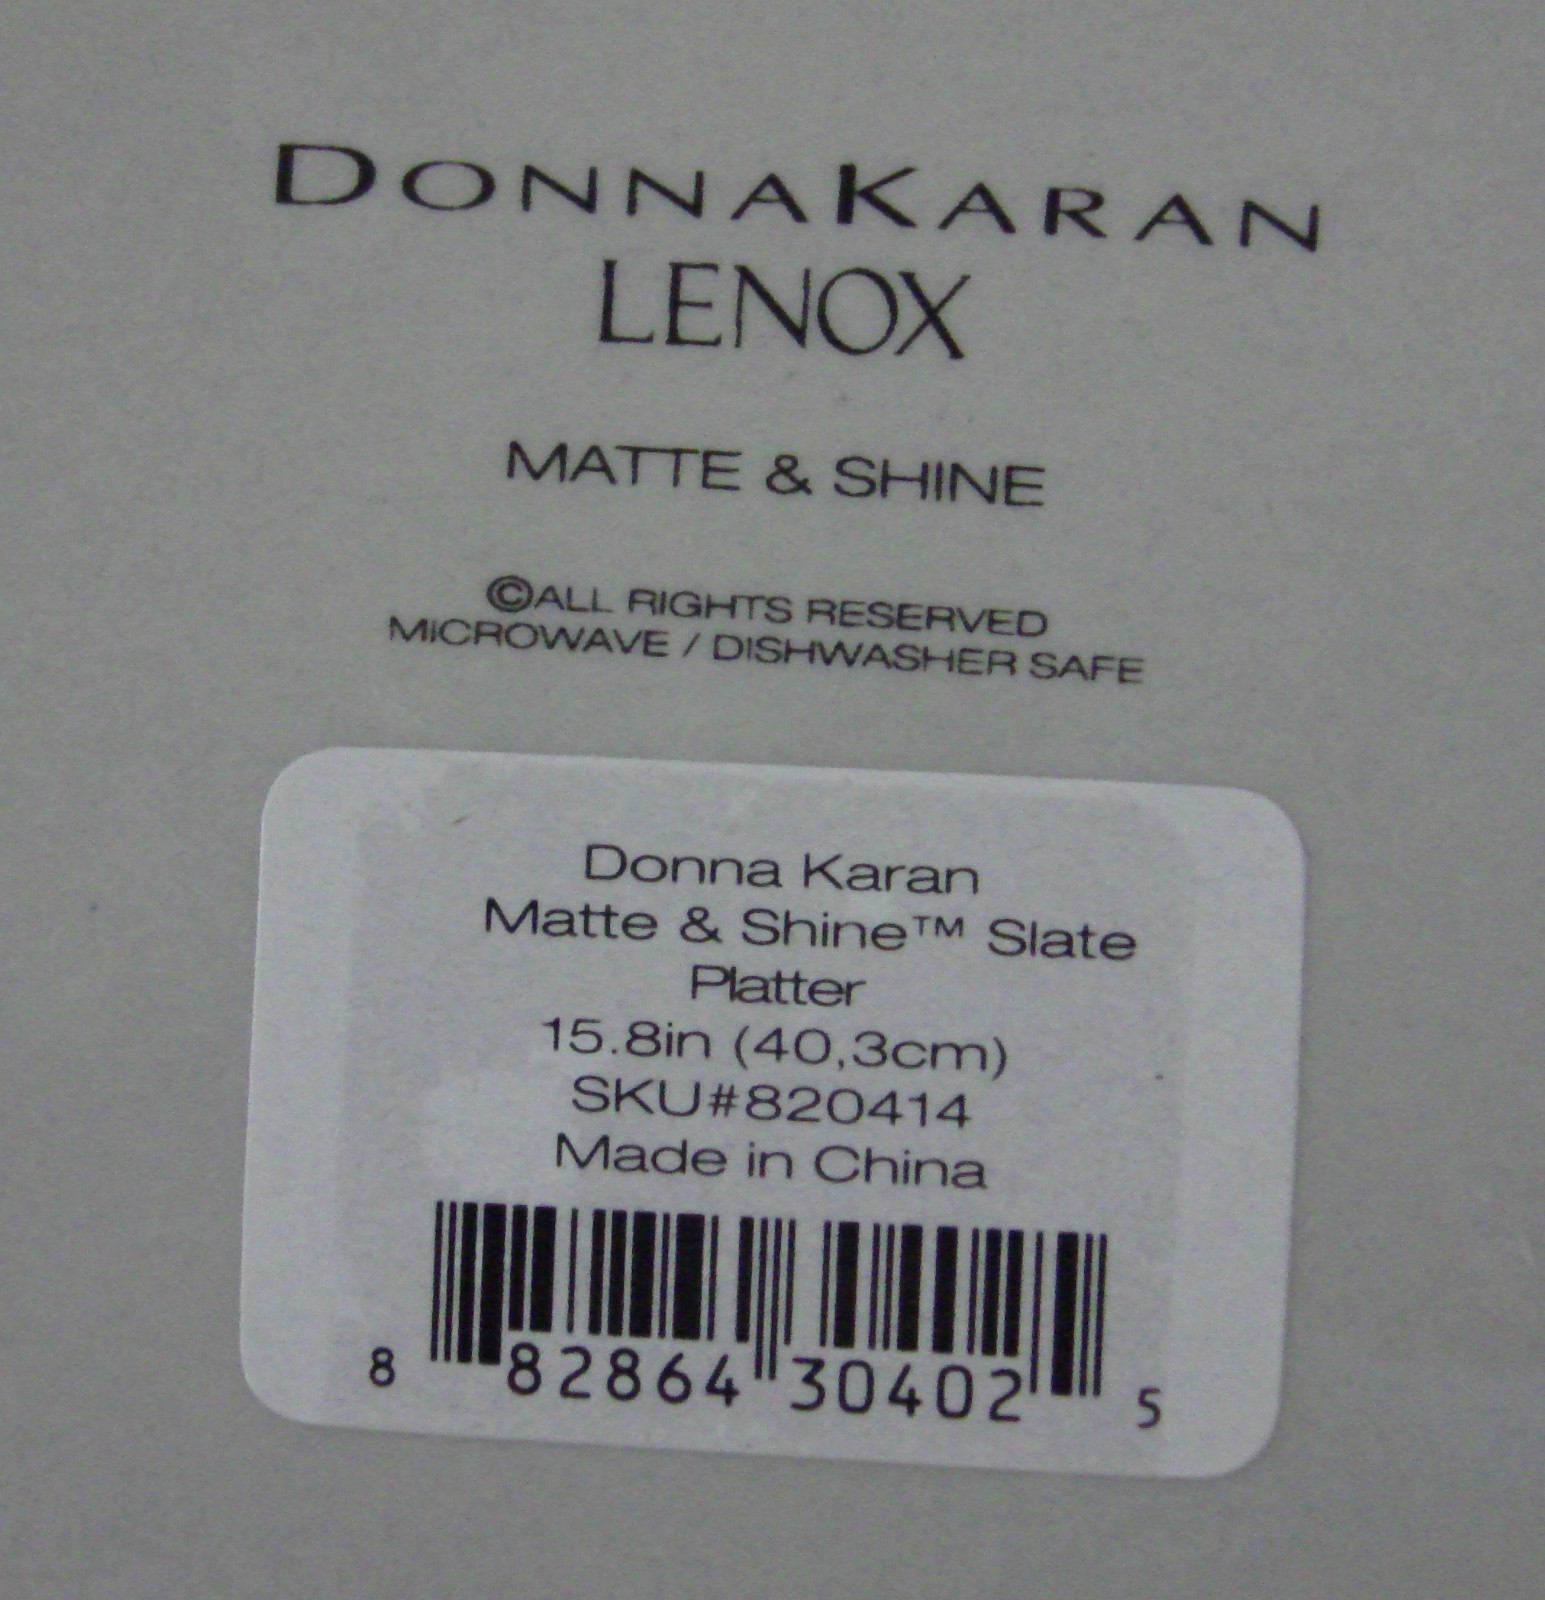 DONNAKARAN
LENOX
MATTE & SHINE
©ALL RIGHTS RESERVED
MICROWAVE / DISHWASHER SAFE
Donna Karan
Matte & Shine™ Slate
Platter
15.8in (40,3cm)
SKU#820414
Made in China
8 82864 30402 5